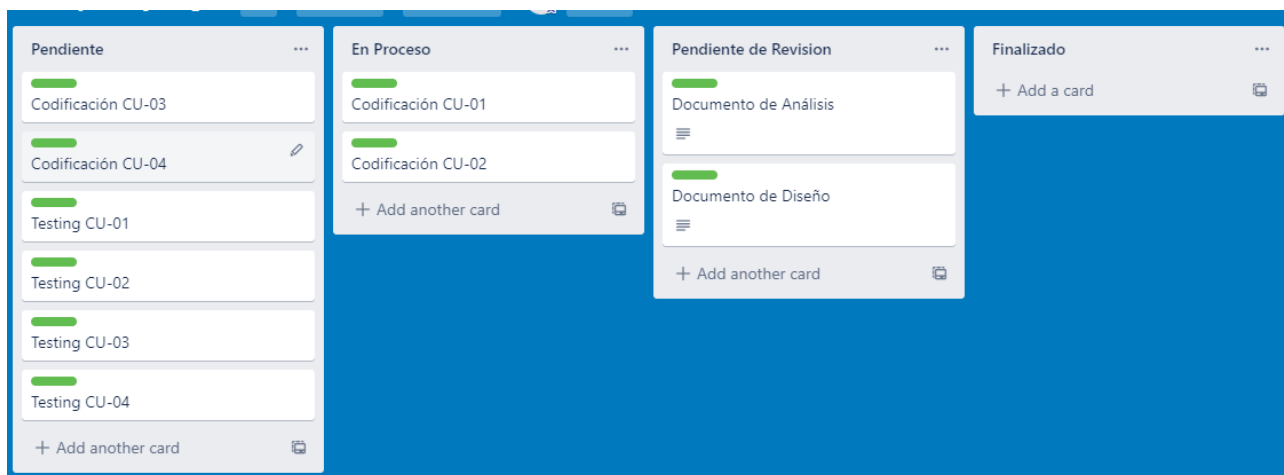 Pendiente
Codificación CU-03
Codificación CU-04
Testing CU-01
Testing CU-02
Testing CU-03
Testing CU-04
+ Add another card
En Proceso
Codificación CU-01
Codificación CU-02
+ Add another card
Pendiente de Revision
Documento de Análisis
Documento de Diseño
+ Add another card
Finalizado
+ Add a card